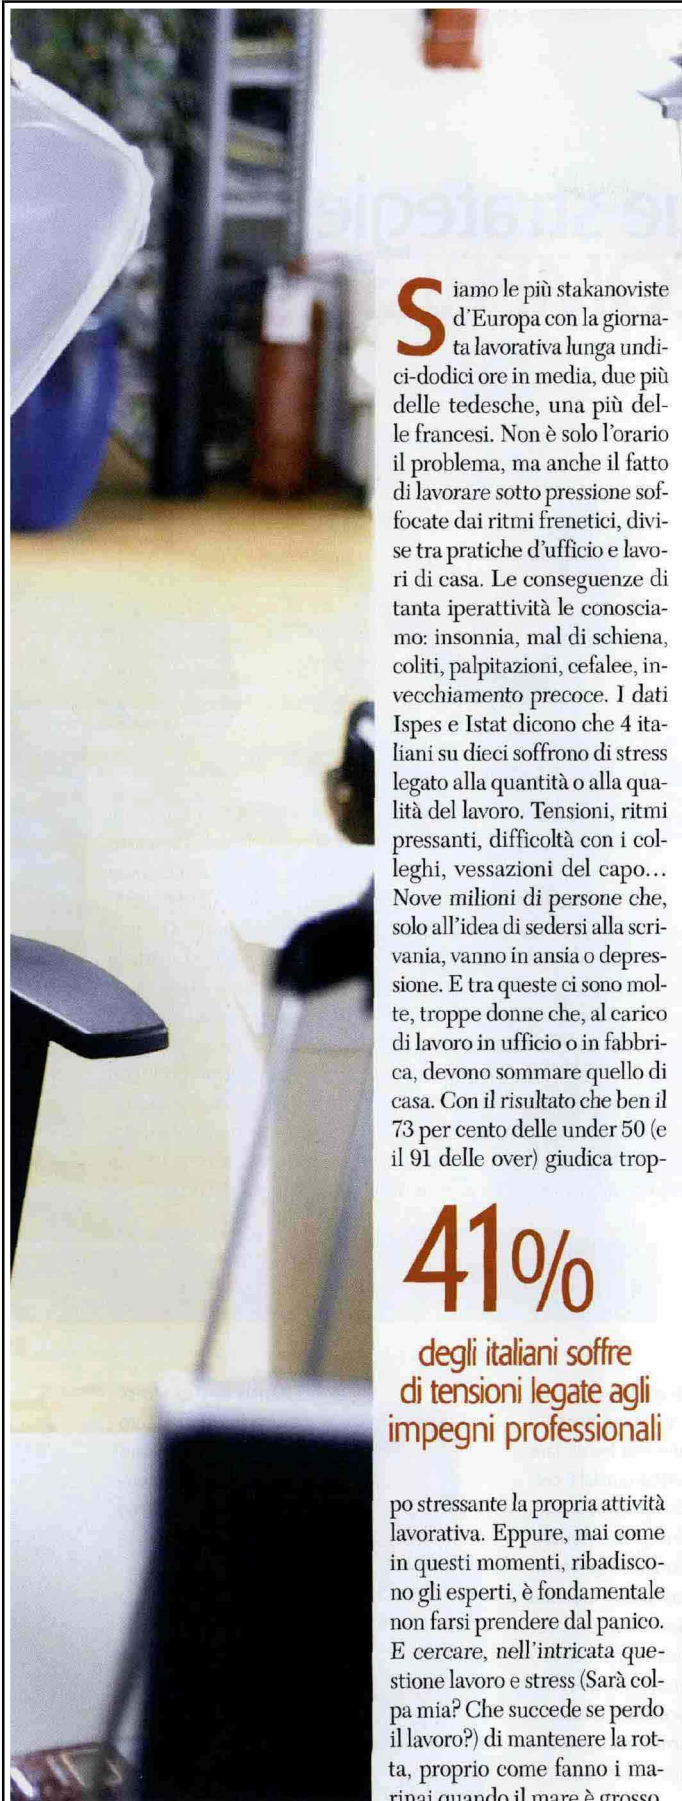 Siamo le più stakanoviste
d'Europa con la giorna-
ta lavorativa lunga undi-
ci-dodici ore in media, due più
delle tedesche, una più del-
le francesi. Non è solo l'orario
il problema, ma anche il fatto
di lavorare sotto pressione sof-
focate dai ritmi frenetici, divi-
se tra pratiche d'ufficio e lavo-
ri di casa. Le conseguenze di
tanta iperattività le conoscia-
mo: insonnia, mal di schiena,
coliti, palpitazioni, cefalee, in-
vecchiamento precoce. I dati
Ispes e Istat dicono che 4 ita-
liani su dieci soffrono di stress
legato alla quantità o alla qua-
lità del lavoro. Tensioni, ritmi
pressanti, difficoltà con i col-
leghi, vessazioni del capo...
Nove milioni di persone che,
solo all'idea di sedersi alla scri-
vania, vanno in ansia o depres-
sione. E tra queste ci sono mol-
te, troppe donne che, al carico
di lavoro in ufficio o in fabbri-
ca, devono sommare quello di
casa. Con il risultato che ben il
73 per cento delle under 50 (e
il 91 delle over) giudica trop-
41%
degli italiani soffre
di tensioni legate agli
impegni professionali
po stressante la propria attività
lavorativa. Eppure, mai come
in questi momenti, ribadisco-
no gli esperti, è fondamentale
non farsi prendere dal panico.
E cercare, nell'intricata que-
stione lavoro e stress (Sarà col-
pa mia? Che succede se perdo
il lavoro?) di mantenere la rot-
ta, proprio come fanno i ma-
rinai quando il mare è grosso.